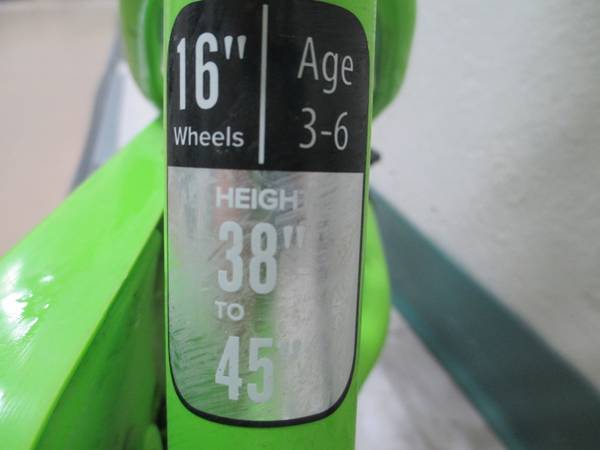 16" Wheels
Age 3-6
HEIGH
38"
TO
45"